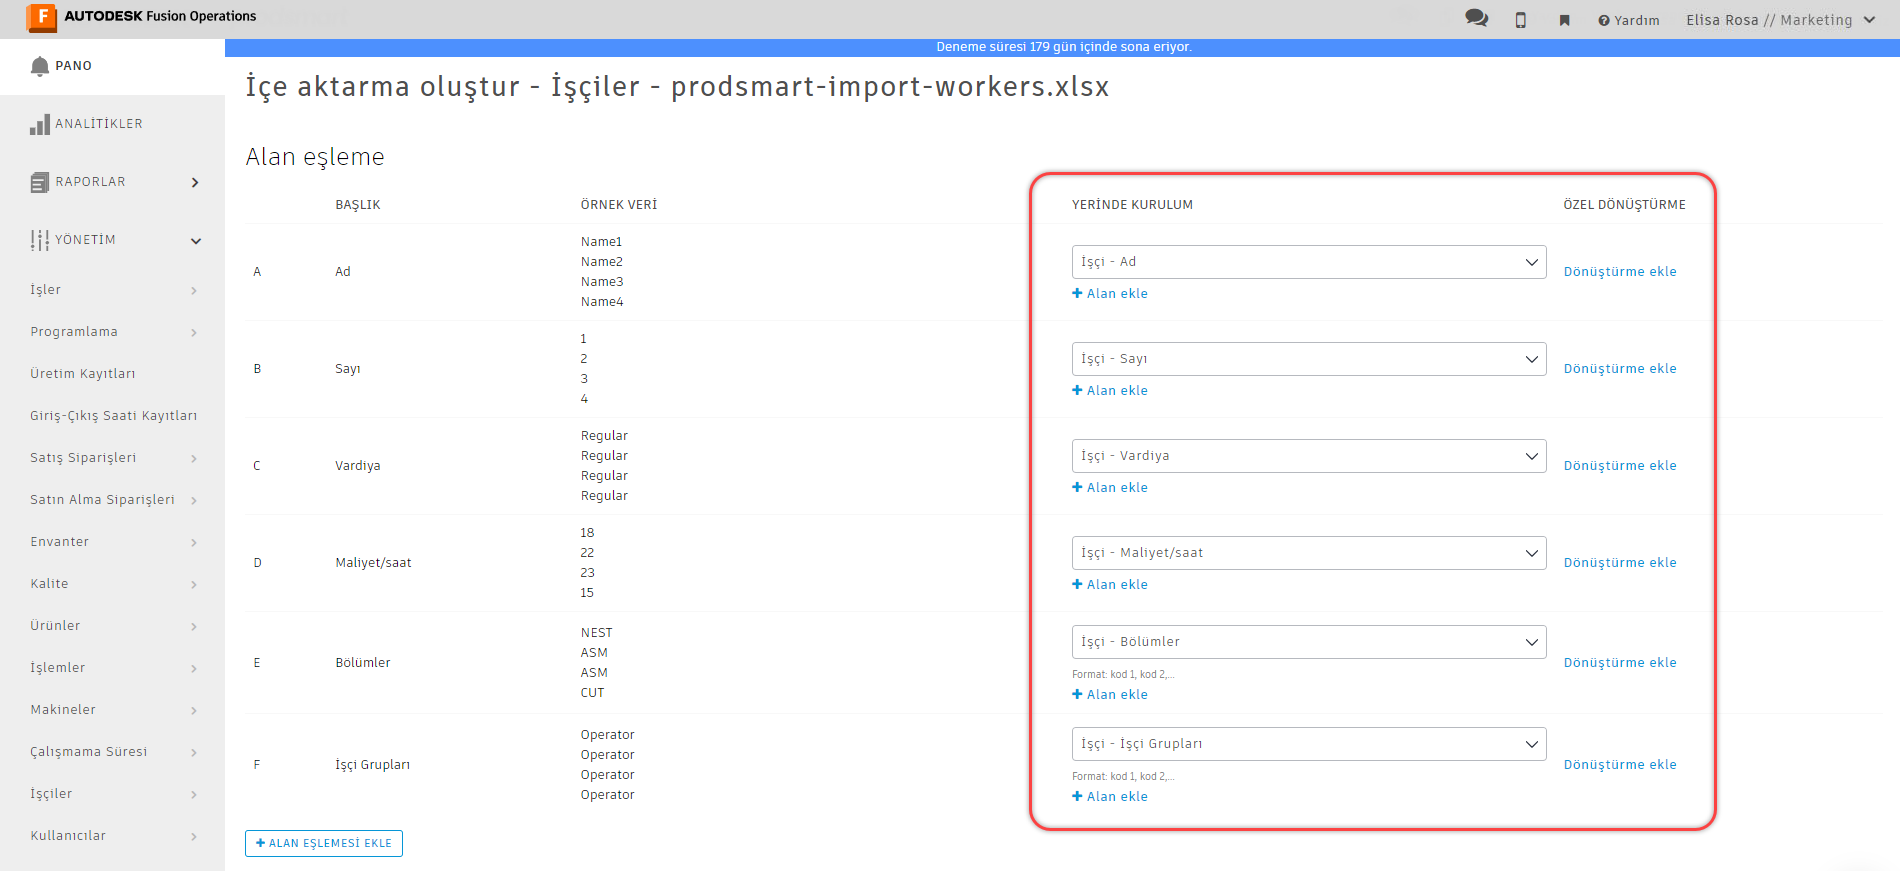 AUTODESK Fusion Operations
Yardım
Elisa Rosa // Marketing
Deneme süresi 179 gün içinde sona eriyor.
PANO
ANALİTİKLER
RAPORLAR
YÖNETİM
İşler
Programlama
Üretim Kayıtları
Giriş-Çıkış Saati Kayıtları
Satış Siparişleri
Satın Alma Siparişleri
Envanter
Kalite
Ürünler
İşlemler
Makineler
Çalışmama Süresi
İşçiler
Kullanıcılar
İçe aktarma oluştur - İşçiler - prodsmart-import-workers.xlsx
Alan eşleme
BAŞLIK ÖRNEK VERİ YERİNDE KURULUM ÖZEL DÖNÜŞTÜRME
A Ad
Name1
Name2
Name3
Name4
İşçi - Ad
+ Alan ekle
Dönüştürme ekle
B Sayı
1
2
3
4
İşçi - Sayı
+ Alan ekle
Dönüştürme ekle
C Vardiya
Regular
Regular
Regular
Regular
İşçi - Vardiya
+ Alan ekle
Dönüştürme ekle
D Maliyet/saat
18
22
23
15
İşçi - Maliyet/saat
+ Alan ekle
Dönüştürme ekle
E Bölümler
NEST
ASM
ASM
CUT
İşçi - Bölümler
Format: kod 1, kod 2,...
+ Alan ekle
Dönüştürme ekle
F İşçi Grupları
Operator
Operator
Operator
Operator
İşçi - İşçi Grupları
Format: kod 1, kod 2,...
+ Alan ekle
Dönüştürme ekle
+ ALAN EŞLEMESİ EKLE